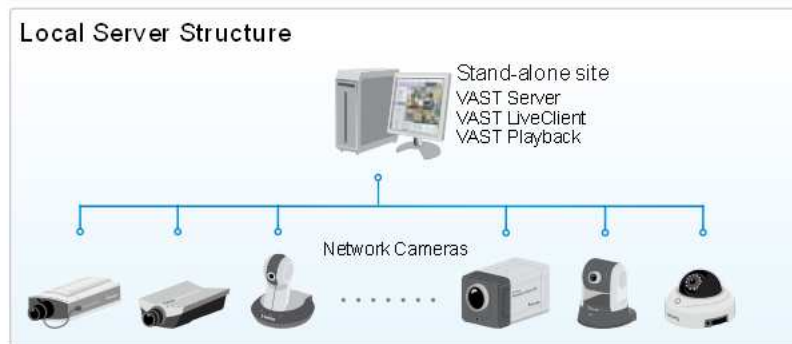 Local Server Structure
Stand-alone site
VAST Server
VAST LiveClient
VAST Playback
Network Cameras